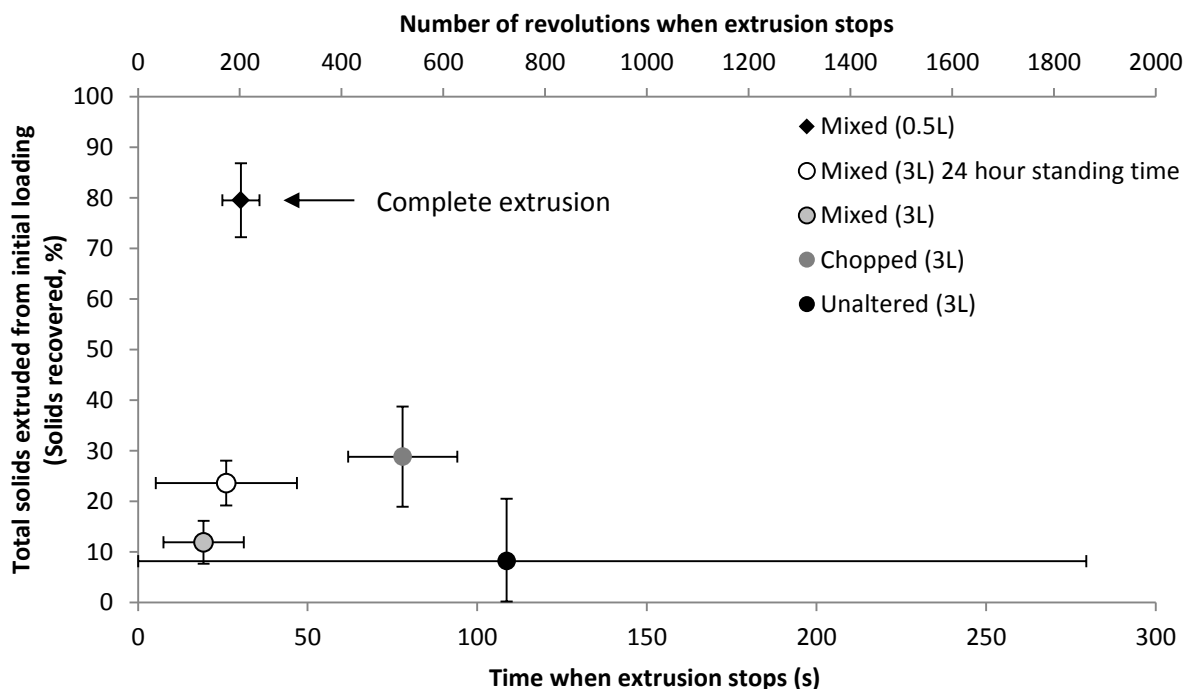 Number of revolutions when extrusion stops
0 200 400 600 800 1000 1200 1400 1600 1800 2000
Total solids extruded from initial loading
(Solids recovered, %)
100
90
80
70
60
50
40
30
20
10
0
Mixed (0.5L)
Mixed (3L) 24 hour standing time
Mixed (3L)
Chopped (3L)
Unaltered (3L)
Complete extrusion
0 50 100 150 200 250 300
Time when extrusion stops (s)